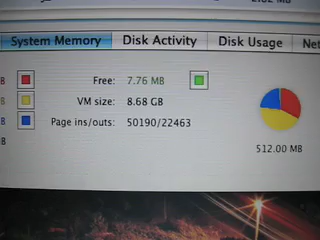 System Memory Disk Activity Disk Usage Net
B Free: 7.76 MB
B VM size: 8.68 GB
B Page ins/outs: 50190/22463
B
512.00 MB